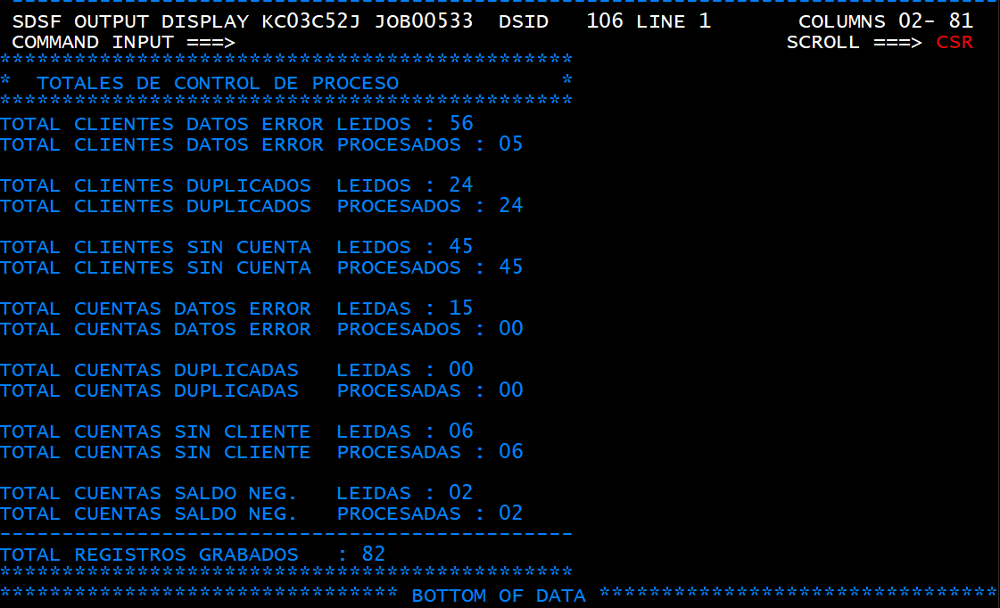 SDSF OUTPUT DISPLAY KC03C52J JOB00533  DSID   106 LINE 1       COLUMNS 02- 81
COMMAND INPUT ===>                                            SCROLL ===> CSR
**********************************************
*  TOTALES DE CONTROL DE PROCESO             *
**********************************************
TOTAL CLIENTES DATOS ERROR LEIDOS : 56
TOTAL CLIENTES DATOS ERROR PROCESADOS : 05
TOTAL CLIENTES DUPLICADOS  LEIDOS : 24
TOTAL CLIENTES DUPLICADOS  PROCESADOS : 24
TOTAL CLIENTES SIN CUENTA  LEIDOS : 45
TOTAL CLIENTES SIN CUENTA  PROCESADOS : 45
TOTAL CUENTAS DATOS ERROR  LEIDAS : 15
TOTAL CUENTAS DATOS ERROR  PROCESADOS : 00
TOTAL CUENTAS DUPLICADAS   LEIDAS : 00
TOTAL CUENTAS DUPLICADAS   PROCESADAS : 00
TOTAL CUENTAS SIN CLIENTE  LEIDAS : 06
TOTAL CUENTAS SIN CLIENTE  PROCESADAS : 06
TOTAL CUENTAS SALDO NEG.   LEIDAS : 02
TOTAL CUENTAS SALDO NEG.   PROCESADAS : 02
----------------------------------------------
TOTAL REGISTROS GRABADOS   : 82
**********************************************
******************************** BOTTOM OF DATA ********************************